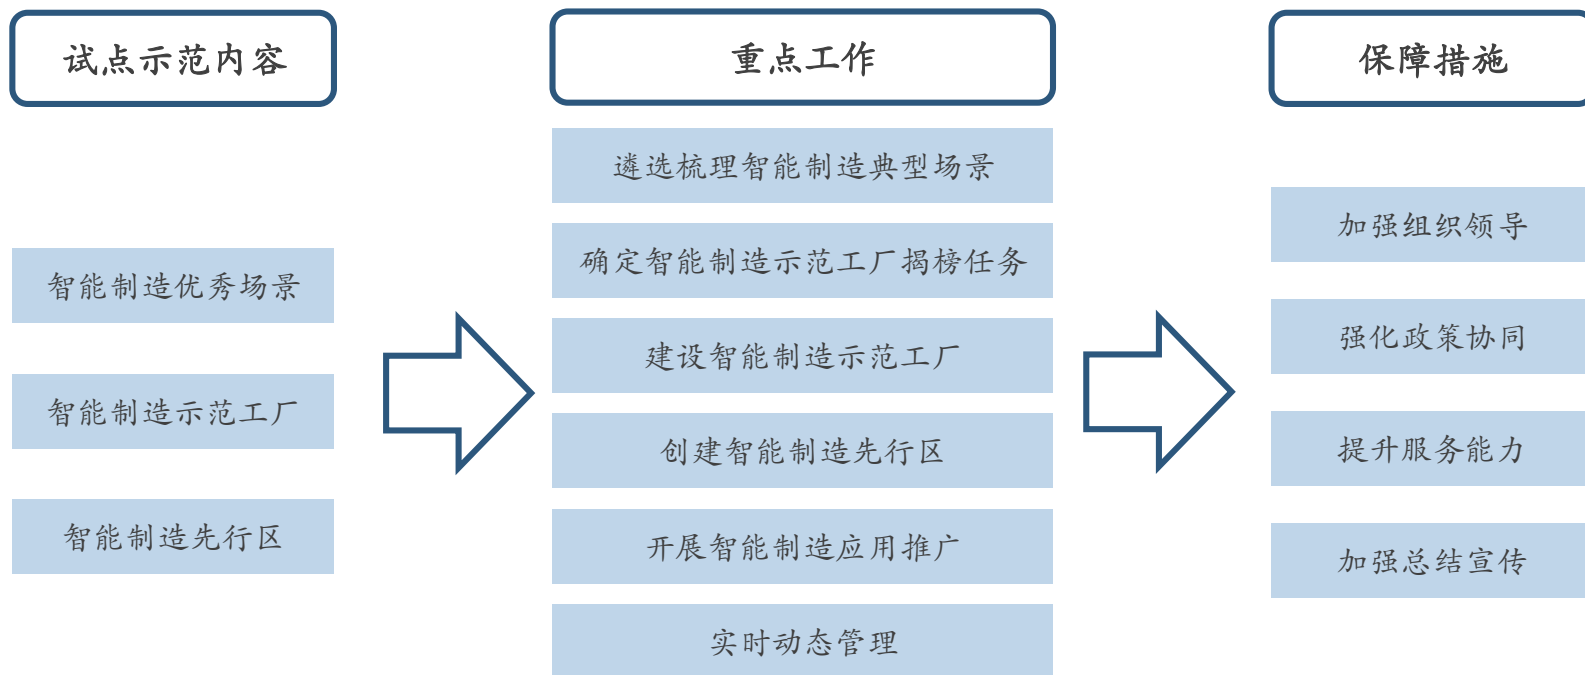 试点示范内容
智能制造优秀场景
智能制造示范工厂
智能制造先行区
重点工作
遴选梳理智能制造典型场景
确定智能制造示范工厂揭榜任务
建设智能制造示范工厂
创建智能制造先行区
开展智能制造应用推广
实时动态管理
保障措施
加强组织领导
强化政策协同
提升服务能力
加强总结宣传